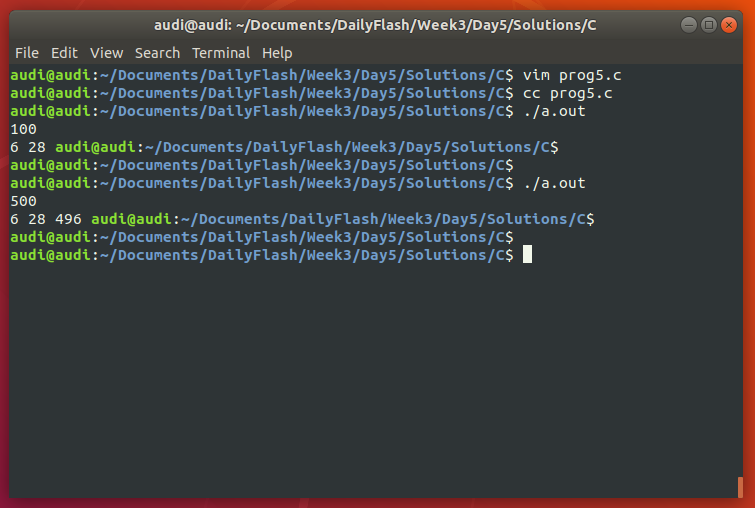 audi@audi: ~/Documents/DailyFlash/Week3/Day5/Solutions/C
File Edit View Search Terminal Help
audi@audi:~/Documents/DailyFlash/Week3/Day5/Solutions/C$ vim prog5.c
audi@audi:~/Documents/DailyFlash/Week3/Day5/Solutions/C$ cc prog5.c
audi@audi:~/Documents/DailyFlash/Week3/Day5/Solutions/C$ ./a.out
100
6 28 audi@audi:~/Documents/DailyFlash/Week3/Day5/Solutions/C$
audi@audi:~/Documents/DailyFlash/Week3/Day5/Solutions/C$
audi@audi:~/Documents/DailyFlash/Week3/Day5/Solutions/C$ ./a.out
500
6 28 496 audi@audi:~/Documents/DailyFlash/Week3/Day5/Solutions/C$
audi@audi:~/Documents/DailyFlash/Week3/Day5/Solutions/C$
audi@audi:~/Documents/DailyFlash/Week3/Day5/Solutions/C$